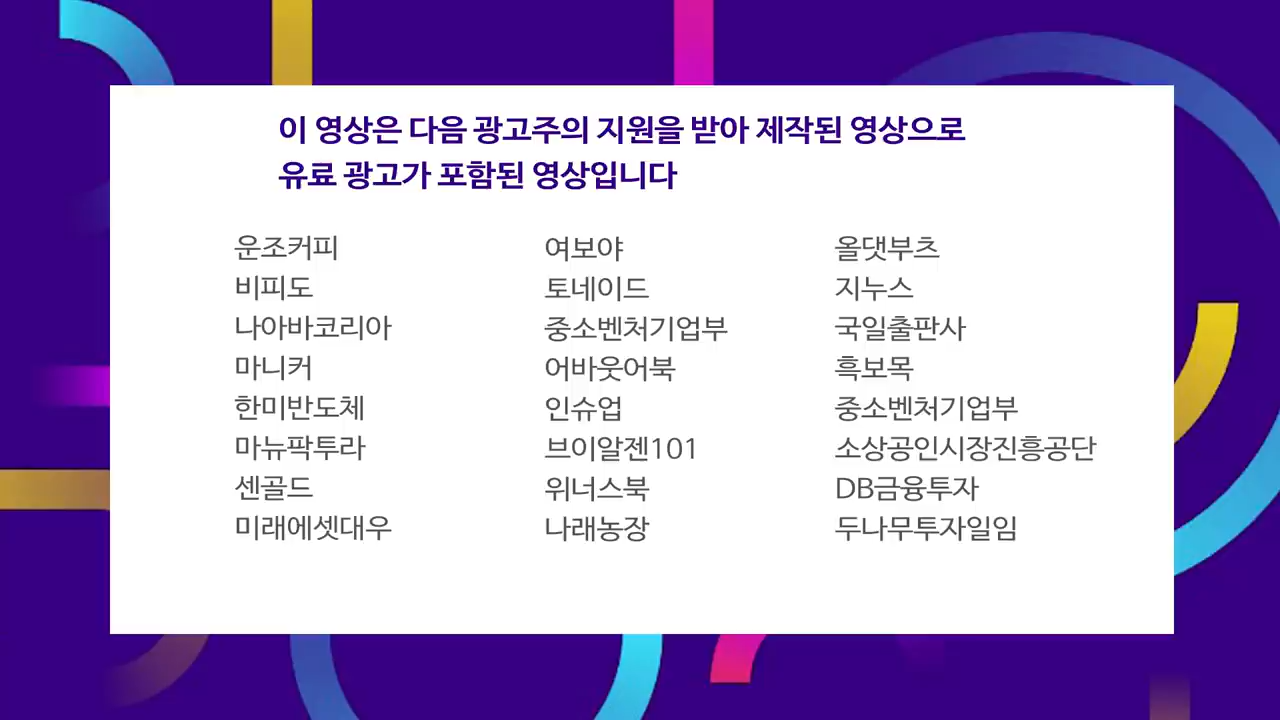 이 영상은 다음 광고주의 지원을 받아 제작된 영상으로
유료 광고가 포함된 영상입니다
운조커피 여보야 올댓부츠
비피도 토네이드 지누스
나아바코리아 중소벤처기업부 국일출판사
마니커 어바웃어북 흑보목
한미반도체 인슈업 중소벤처기업부
마뉴팍투라 브이알젠101 소상공인시장진흥공단
센골드 위너스북 DB금융투자
미래에셋대우 나래농장 두나무투자일임